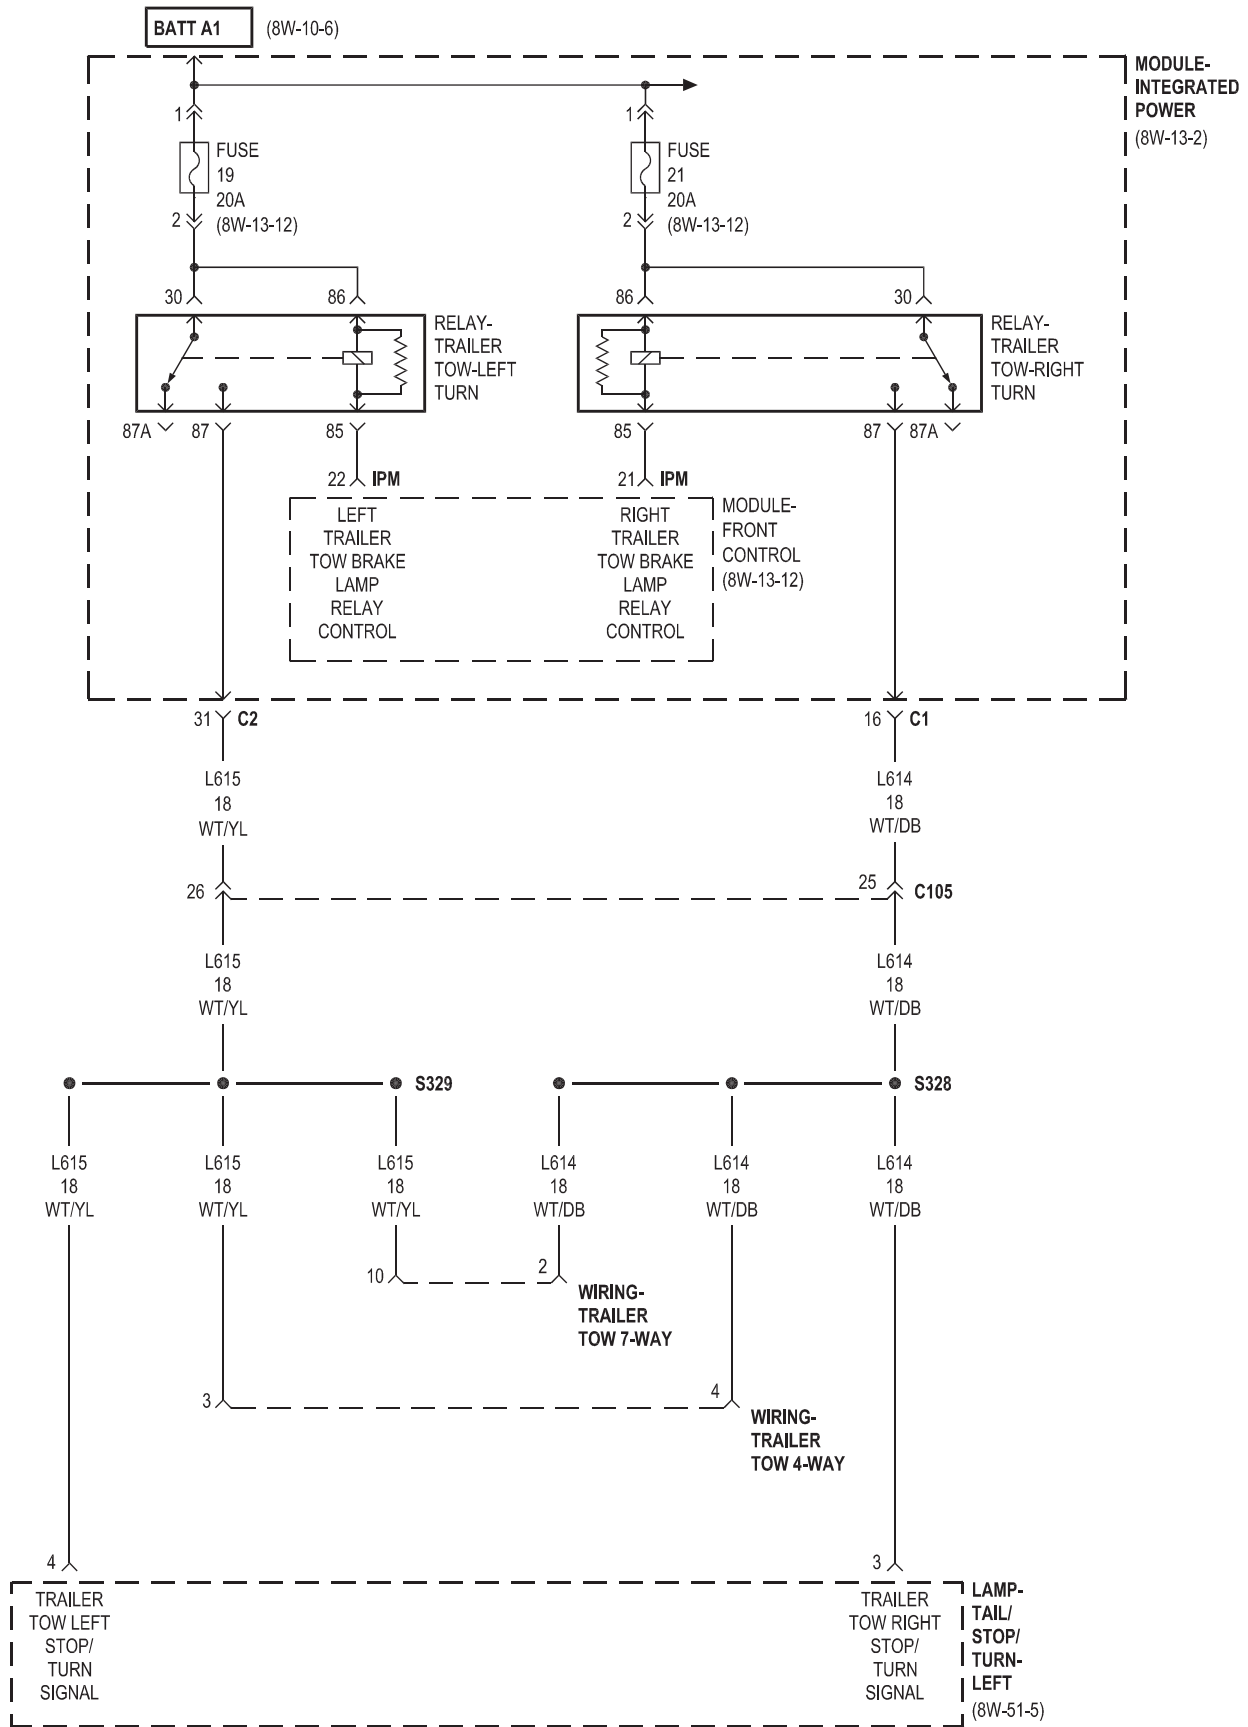 BATT A1 (8W-10-6)
MODULE-
INTEGRATED
POWER
(8W-13-2)
1
FUSE
19
20A
(8W-13-12)
2
1
FUSE
21
20A
(8W-13-12)
2
30
86
86
30
RELAY-
TRAILER
TOW-LEFT
TURN
RELAY-
TRAILER
TOW-RIGHT
TURN
87A
87
85
85
87
87A
22 IPM
21 IPM
LEFT
TRAILER
TOW BRAKE
LAMP
RELAY
CONTROL
RIGHT
TRAILER
TOW BRAKE
LAMP
RELAY
CONTROL
MODULE-
FRONT
CONTROL
(8W-13-12)
31 C2
16 C1
L615
18
WT/YL
L614
18
WT/DB
26
25 C105
L615
18
WT/YL
L614
18
WT/DB
S329
S328
L615
18
WT/YL
L615
18
WT/YL
L615
18
WT/YL
L614
18
WT/DB
L614
18
WT/DB
L614
18
WT/DB
10
2
WIRING-
TRAILER
TOW 7-WAY
3
4
WIRING-
TRAILER
TOW 4-WAY
4
3
TRAILER
TOW LEFT
STOP/
TURN
SIGNAL
TRAILER
TOW RIGHT
STOP/
TURN
SIGNAL
LAMP-
TAIL/
STOP/
TURN-
LEFT
(8W-51-5)